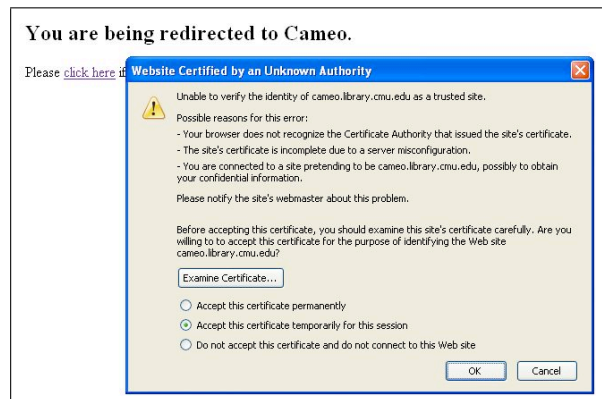 You are being redirected to Cameo.
Please click here if
Website Certified by an Unknown Authority
Unable to verify the identity of cameo.library.cmu.edu as a trusted site.
Possible reasons for this error:
- Your browser does not recognize the Certificate Authority that issued the site's certificate.
- The site's certificate is incomplete due to a server misconfiguration.
- You are connected to a site pretending to be cameo.library.cmu.edu, possibly to obtain
your confidential information.
Please notify the site's webmaster about this problem.
Before accepting this certificate, you should examine this site's certificate carefully. Are you
willing to to accept this certificate for the purpose of identifying the Web site
cameo.library.cmu.edu?
Examine Certificate...
Accept this certificate permanently
Accept this certificate temporarily for this session
Do not accept this certificate and do not connect to this Web site
OK Cancel